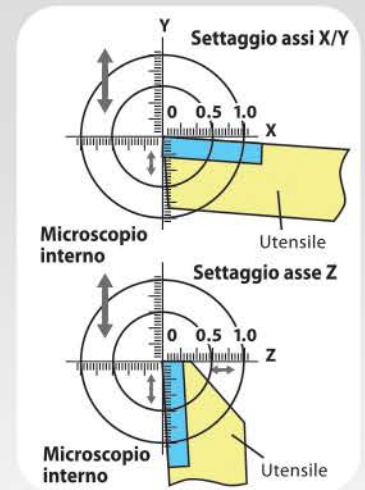 Y
Settaggio assi X/Y
0 0.5 1.0
X
Microscopio
interno
Utensile
Settaggio asse Z
0 0.5 1.0
Z
Microscopio
interno
Utensile